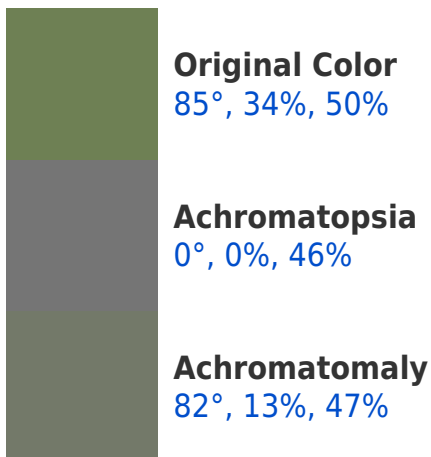 Original Color
85°, 34%, 50%
Achromatopsia
0°, 0%, 46%
Achromatomaly
82°, 13%, 47%